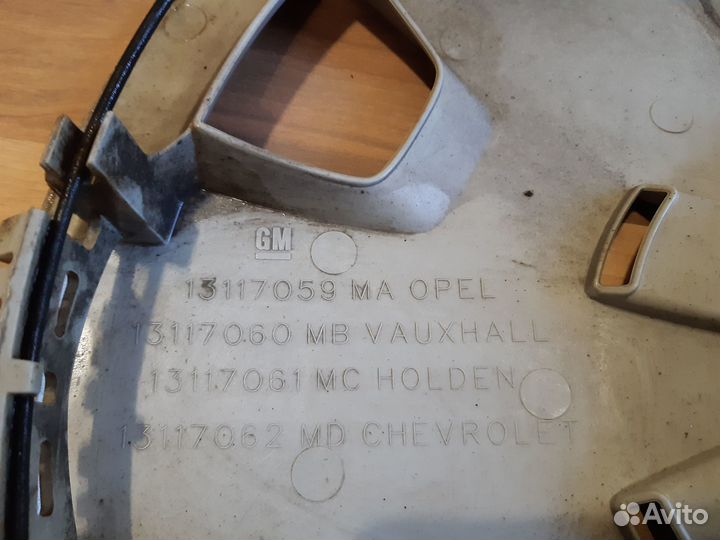 GM
13117059 MA OPEL
13117060 MB VAUXHALL
13117061 MC HOLDEN
13117062 MD CHEVROLET
Avito